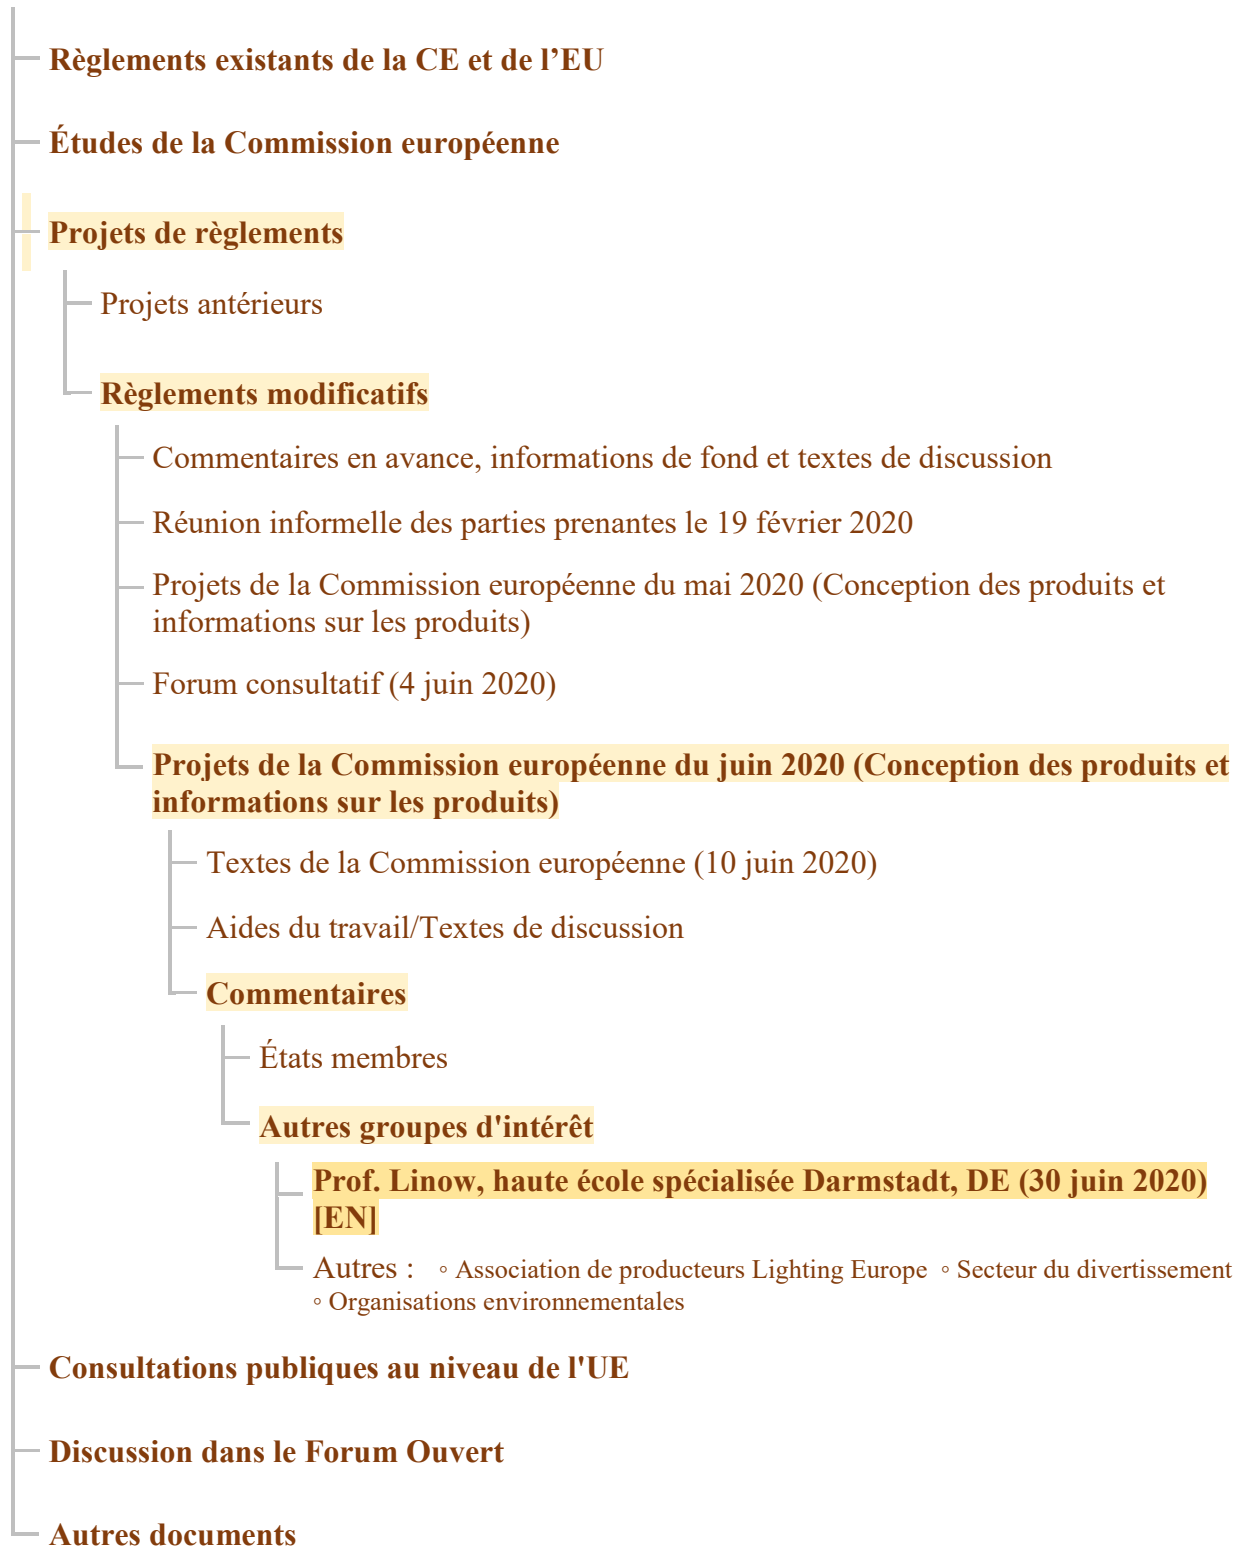 Règlements existants de la CE et de l’EU
Études de la Commission européenne
Projets de règlements
Projets antérieurs
Règlements modificatifs
Commentaires en avance, informations de fond et textes de discussion
Réunion informelle des parties prenantes le 19 février 2020
Projets de la Commission européenne du mai 2020 (Conception des produits et
informations sur les produits)
Forum consultatif (4 juin 2020)
Projets de la Commission européenne du juin 2020 (Conception des produits et
informations sur les produits)
Textes de la Commission européenne (10 juin 2020)
Aides du travail/Textes de discussion
Commentaires
États membres
Autres groupes d'intérêt
Prof. Linow, haute école spécialisée Darmstadt, DE (30 juin 2020)
[EN]
Autres : ◦ Association de producteurs Lighting Europe ◦ Secteur du divertissement
◦ Organisations environnementales
Consultations publiques au niveau de l'UE
Discussion dans le Forum Ouvert
Autres documents